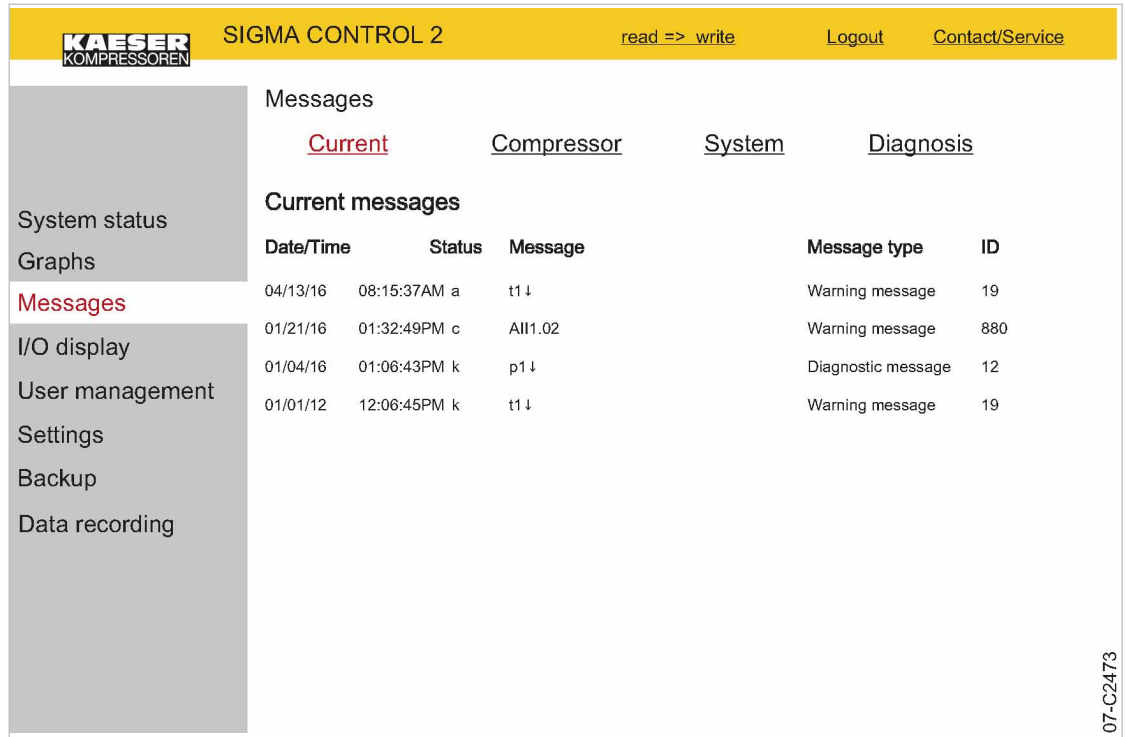 KAESER
KOMPRESSOREN
SIGMA CONTROL 2 read => write Logout Contact/Service
Messages
Current Compressor System Diagnosis
Current messages
Date/Time Status Message Message type ID
04/13/16 08:15:37AM a t1↓ Warning message 19
01/21/16 01:32:49PM c AII1.02 Warning message 880
01/04/16 01:06:43PM k p1↓ Diagnostic message 12
01/01/12 12:06:45PM k t1↓ Warning message 19
System status
Graphs
Messages
I/O display
User management
Settings
Backup
Data recording
07-C2473